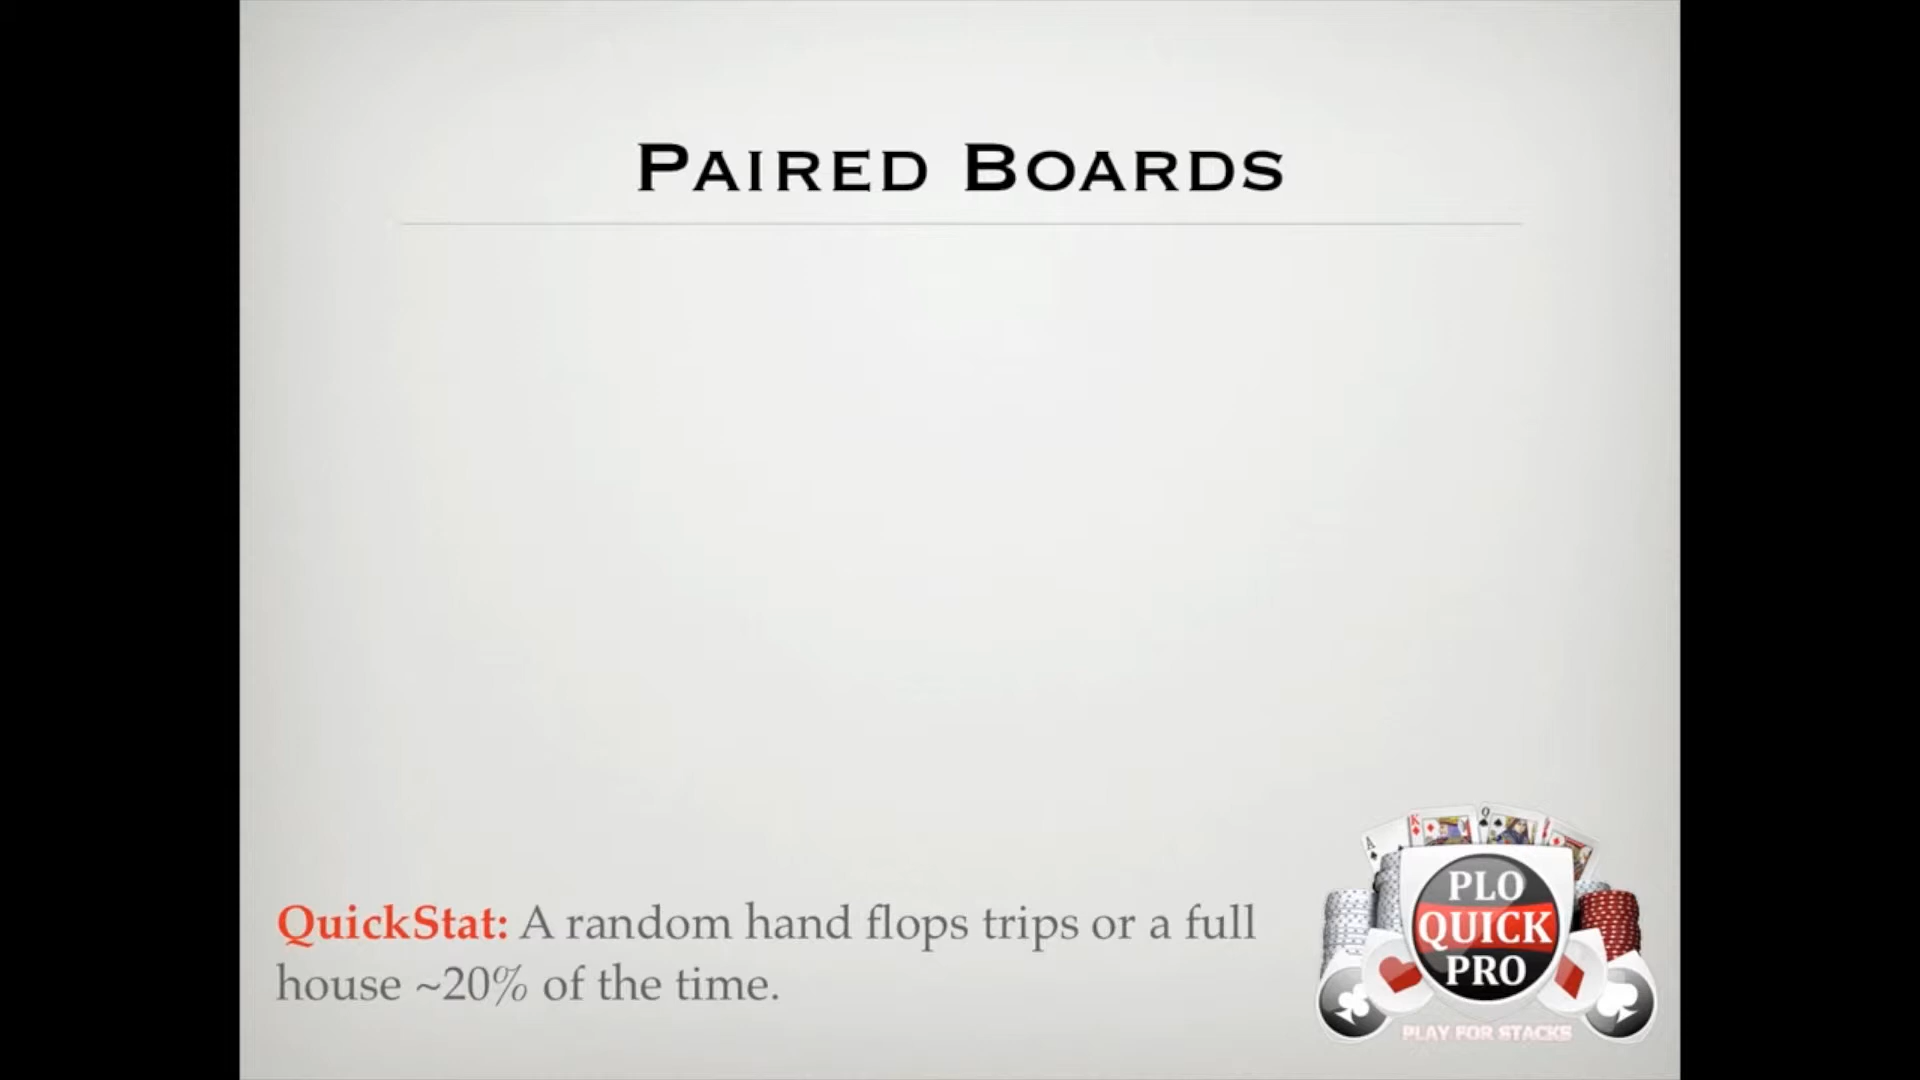 PAIRED BOARDS
QuickStat: A random hand flops trips or a full
house ~20% of the time.
A K Q
PLO
QUICK
PRO
PLAY FOR STACKS